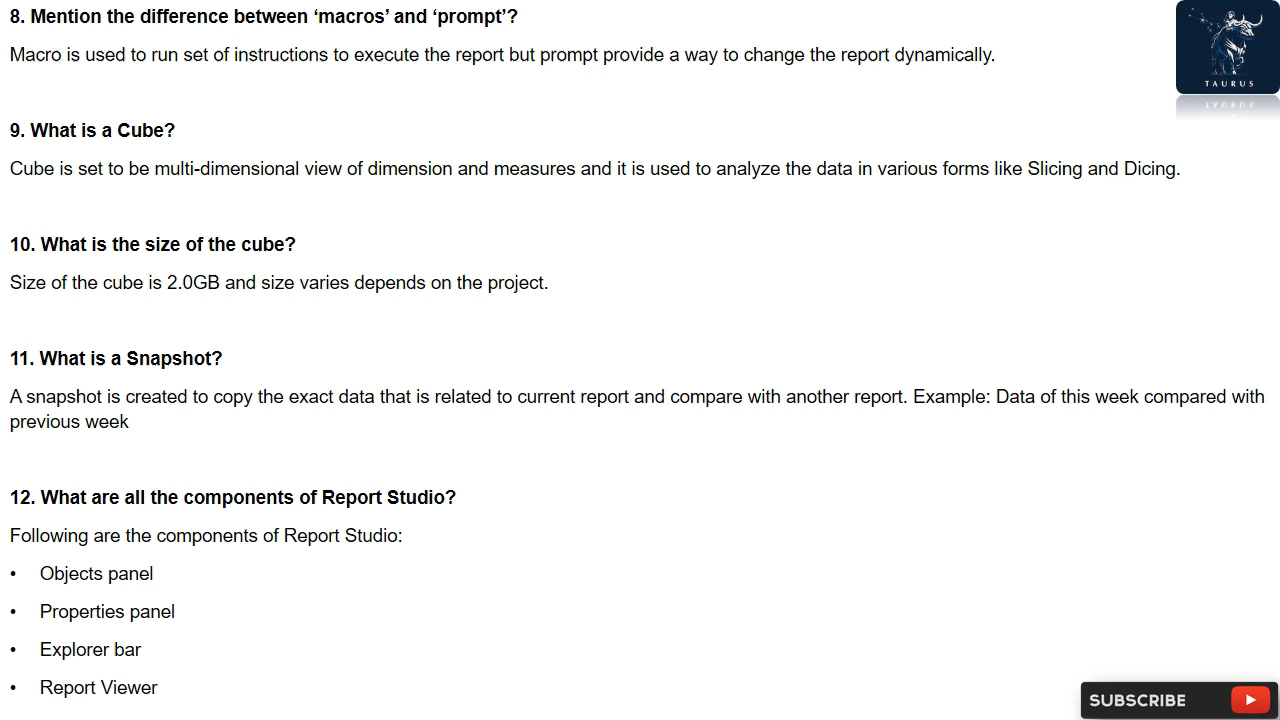 8. Mention the difference between ‘macros’ and ‘prompt’?
Macro is used to run set of instructions to execute the report but prompt provide a way to change the report dynamically.
TAURUS
9. What is a Cube?
Cube is set to be multi-dimensional view of dimension and measures and it is used to analyze the data in various forms like Slicing and Dicing.
10. What is the size of the cube?
Size of the cube is 2.0GB and size varies depends on the project.
11. What is a Snapshot?
A snapshot is created to copy the exact data that is related to current report and compare with another report. Example: Data of this week compared with
previous week
12. What are all the components of Report Studio?
Following are the components of Report Studio:
• Objects panel
• Properties panel
• Explorer bar
• Report Viewer
SUBSCRIBE